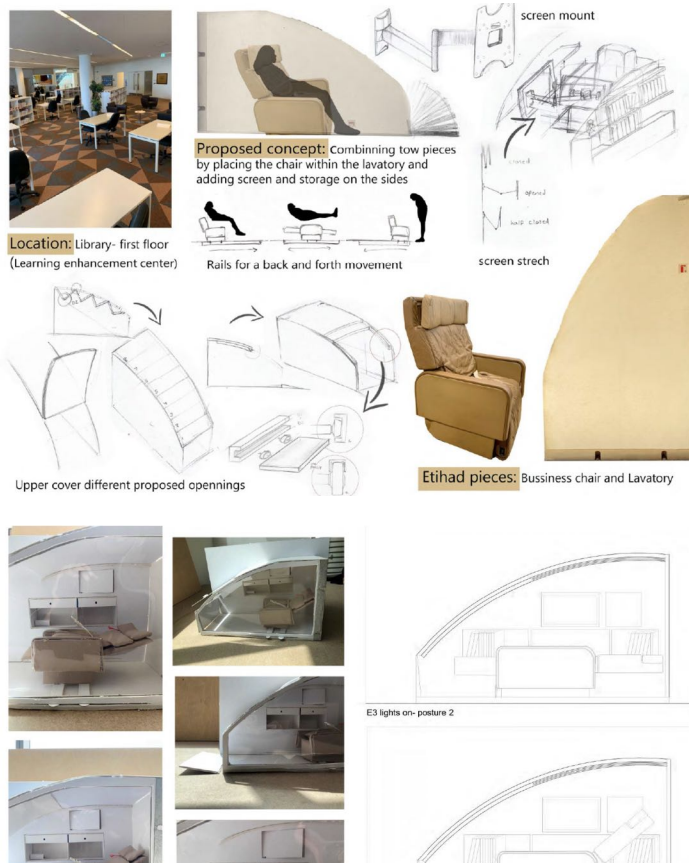 screen mount
Proposed concept: Combinning tow pieces
by placing the chair within the lavatory and
adding screen and storage on the sides
closed
opened
half closed
Location: Library- first floor
(Learning enhancement center)
Rails for a back and forth movement
screen strech
Upper cover different proposed opennings
Etihad pieces: Bussiness chair and Lavatory
E3 lights on- posture 2